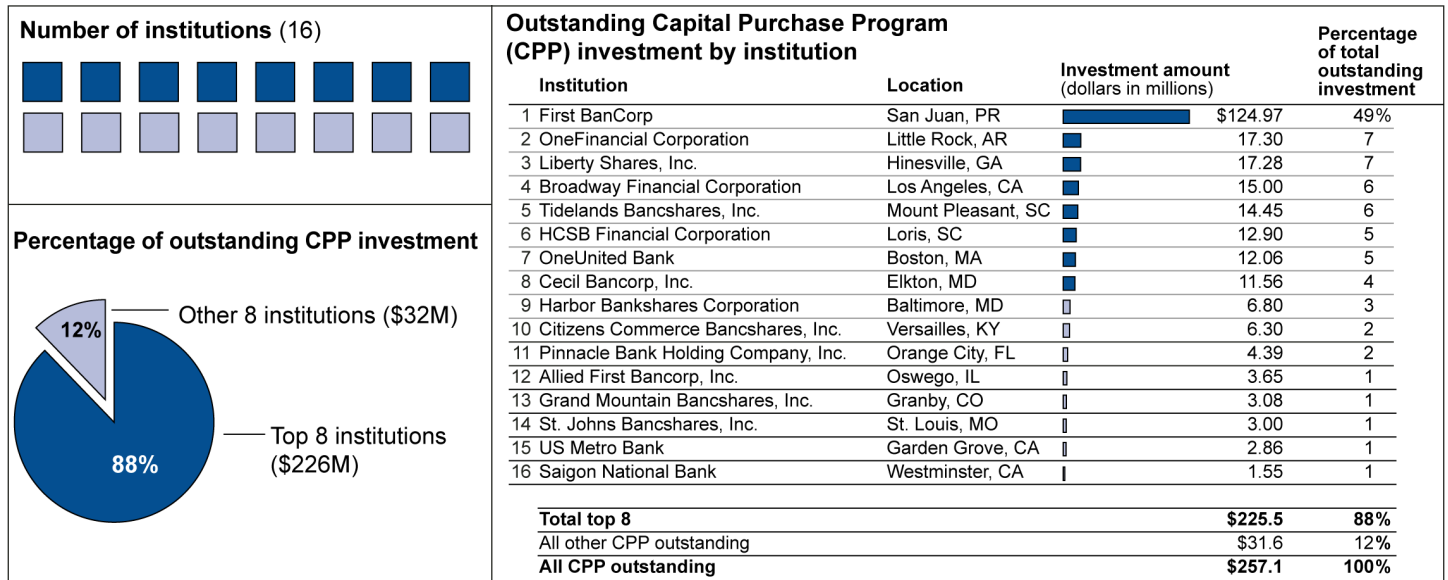 Number of institutions (16)
Percentage of outstanding CPP investment
12%
Other 8 institutions ($32M)
Top 8 institutions
($226M)
88%
Outstanding Capital Purchase Program
(CPP) investment by institution
Institution Location Investment amount (dollars in millions) Percentage of total outstanding investment
1 First BanCorp San Juan, PR $124.97 49%
2 OneFinancial Corporation Little Rock, AR 17.30 7
3 Liberty Shares, Inc. Hinesville, GA 17.28 7
4 Broadway Financial Corporation Los Angeles, CA 15.00 6
5 Tidelands Bancshares, Inc. Mount Pleasant, SC 14.45 6
6 HCSB Financial Corporation Loris, SC 12.90 5
7 OneUnited Bank Boston, MA 12.06 5
8 Cecil Bancorp, Inc. Elkton, MD 11.56 4
9 Harbor Bankshares Corporation Baltimore, MD 6.80 3
10 Citizens Commerce Bancshares, Inc. Versailles, KY 6.30 2
11 Pinnacle Bank Holding Company, Inc. Orange City, FL 4.39 2
12 Allied First Bancorp, Inc. Oswego, IL 3.65 1
13 Grand Mountain Bancshares, Inc. Granby, CO 3.08 1
14 St. Johns Bancshares, Inc. St. Louis, MO 3.00 1
15 US Metro Bank Garden Grove, CA 2.86 1
16 Saigon National Bank Westminster, CA 1.55 1
Total top 8 $225.5 88%
All other CPP outstanding $31.6 12%
All CPP outstanding $257.1 100%